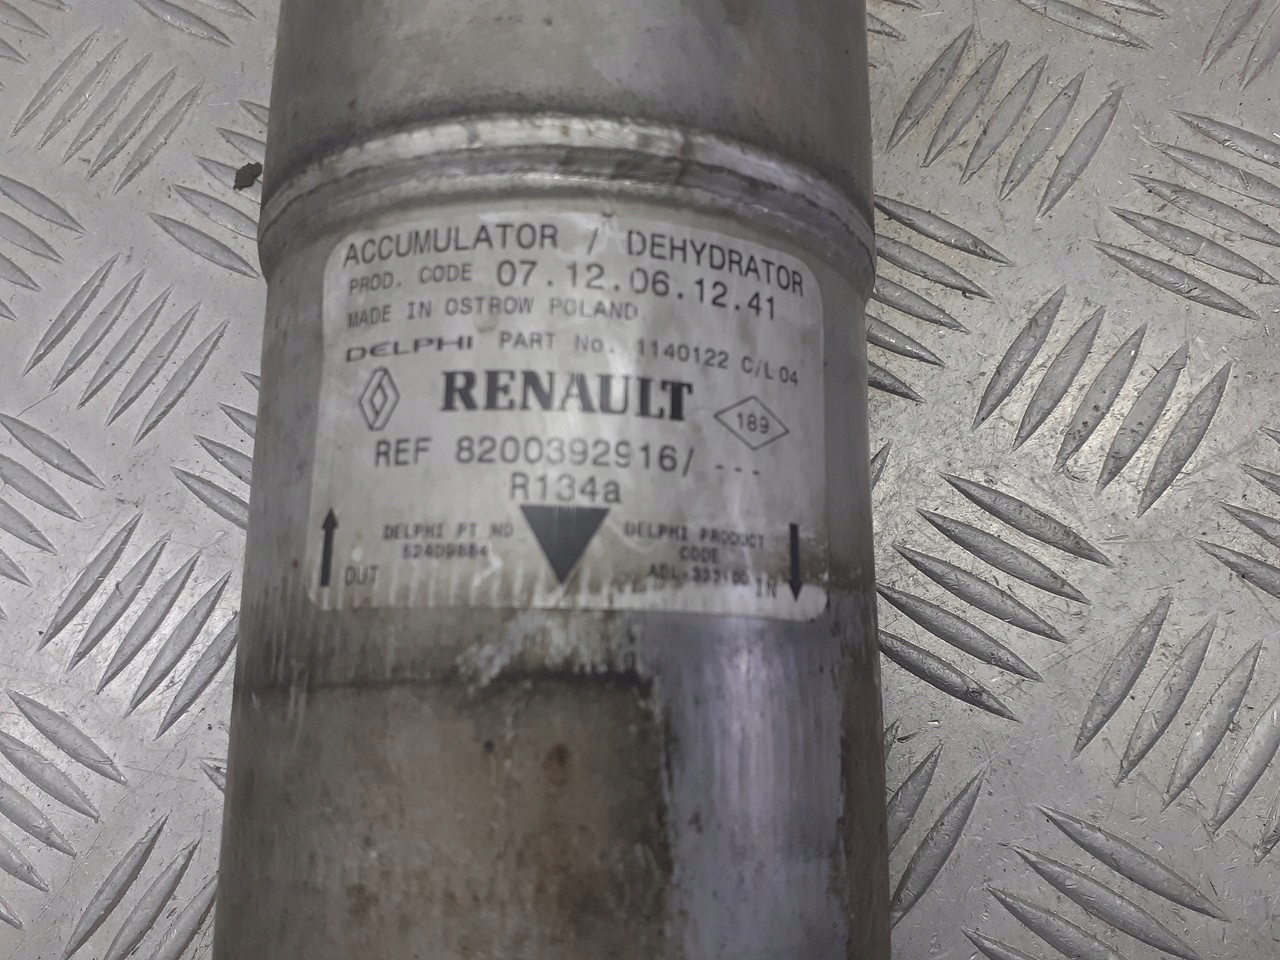 ACCUMULATOR / DEHYDRATOR
PROD. CODE 07.12.06.12.41
MADE IN OSTROW POLAND
DELPHI PART No. 1140122 C/L 04
RENAULT 189
REF 8200392916/ ---
R134a
DELPHI PT NO DELPHI PRODUCT
52409884 CODE
OUT IN